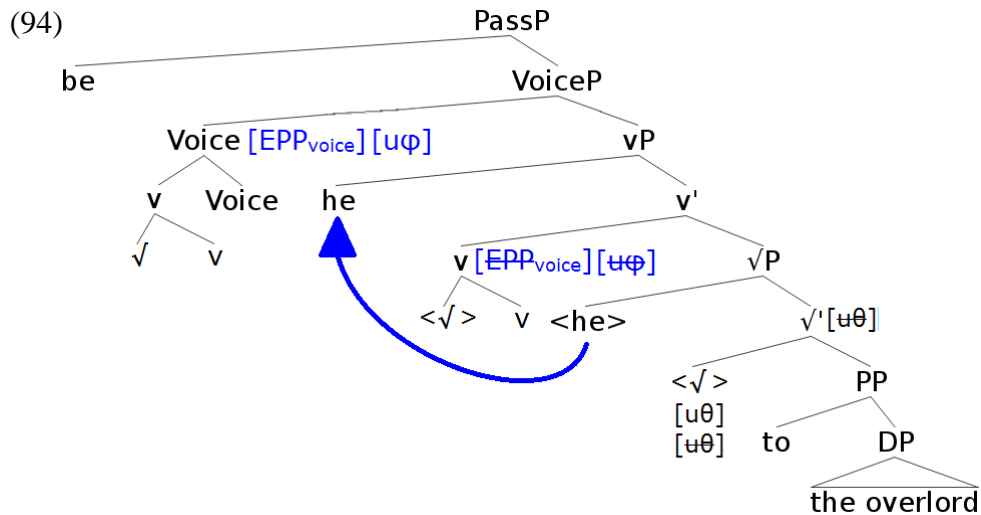 (94)
PassP
be
VoiceP
Voice [EPPvoice] [uφ]
vP
v
Voice
he
v'
√
v
v [EPPvoice] [uφ]
√P
<√>
v
<he>
√'[uθ]
<√>
PP
[uθ]
[uθ]
to
DP
the overlord